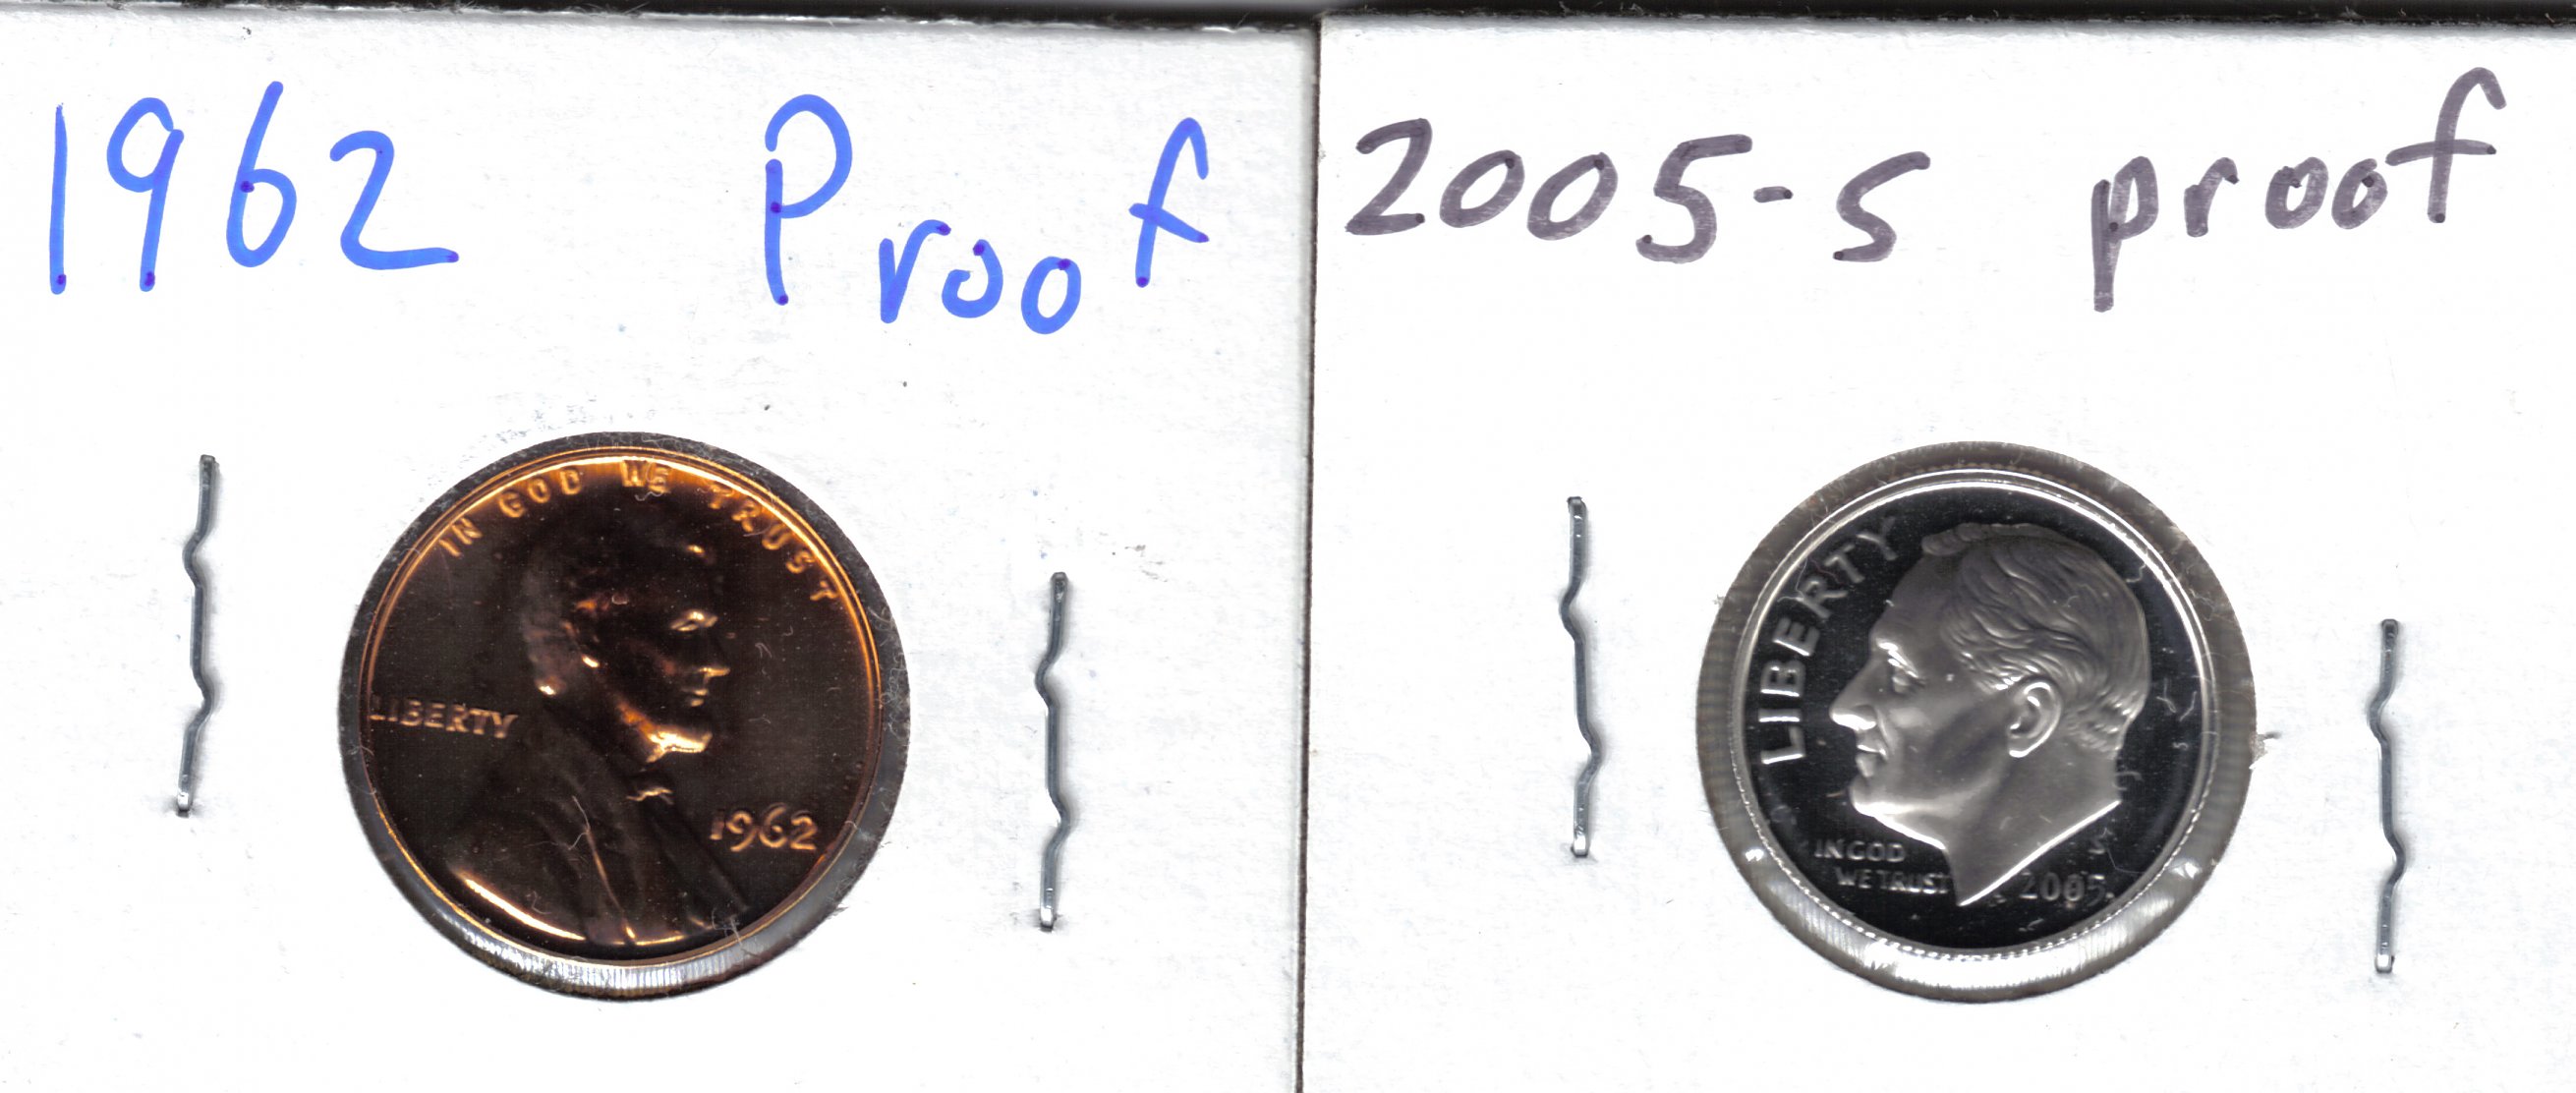 1962 Proof
IN GOD WE TRUST
LIBERTY
1962
2005-s proof
LIBERTY
IN GOD
WE TRUST
2005